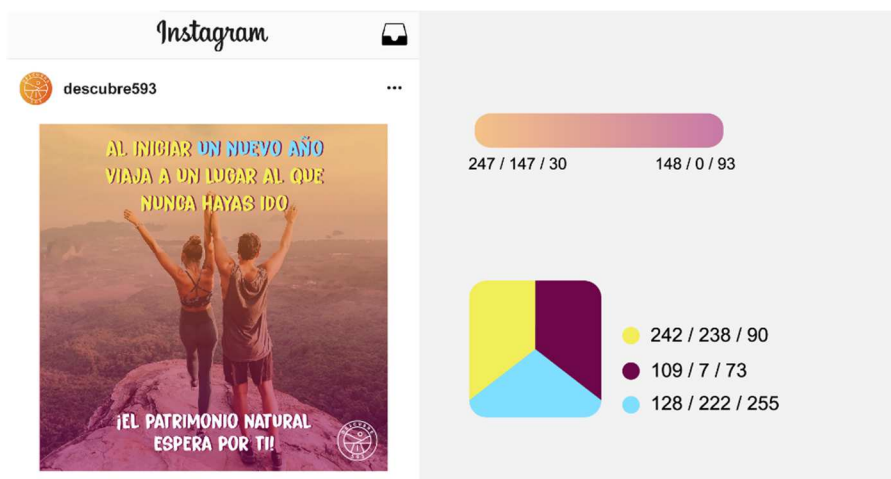 Instagram
descubre593
AL INICIAR UN NUEVO AÑO
VIAJA A UN LUGAR AL QUE
NUNCA HAYAS IDO
¡EL PATRIMONIO NATURAL
ESPERA POR TI!
247 / 147 / 30
148 / 0 / 93
242 / 238 / 90
109 / 7 / 73
128 / 222 / 255